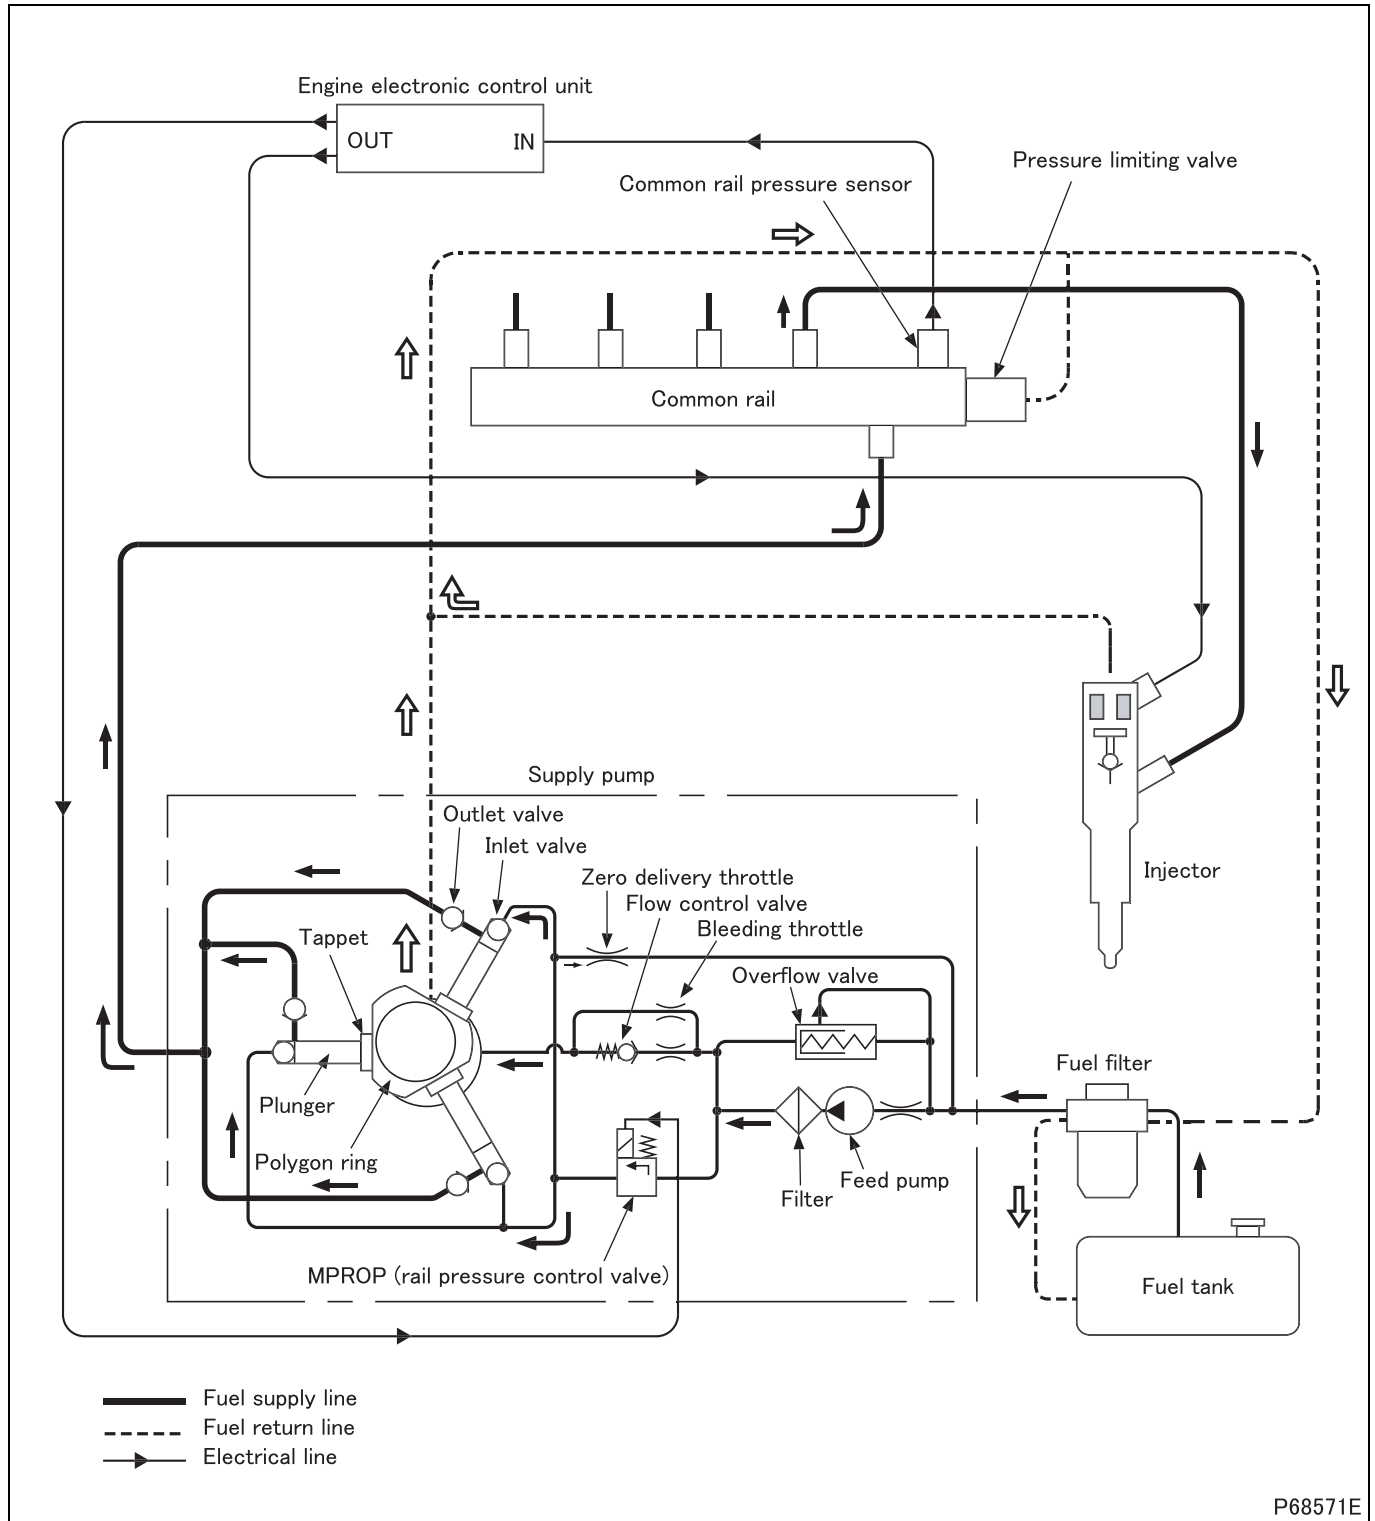 Engine electronic control unit
OUT
IN
Pressure limiting valve
Common rail pressure sensor
Common rail
Supply pump
Outlet valve
Inlet valve
Zero delivery throttle
Flow control valve
Bleeding throttle
Injector
Tappet
Overflow valve
Fuel filter
Plunger
Polygon ring
Feed pump
Filter
MPROP (rail pressure control valve)
Fuel tank
Fuel supply line
Fuel return line
Electrical line
P68571E